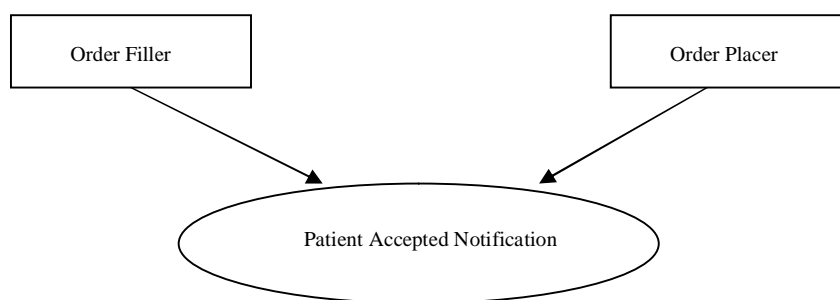 Order Filler
Order Placer
Patient Accepted Notification